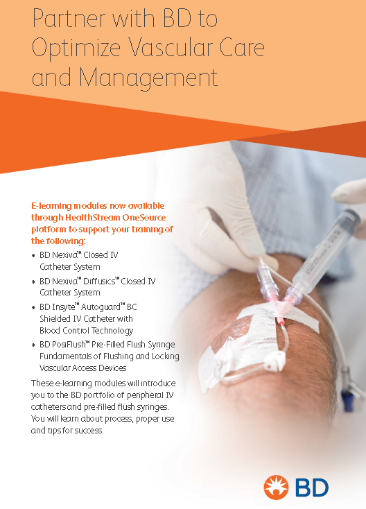 Partner with BD to
Optimize Vascular Care
and Management
E-learning modules now available
through HealthStream OneSource
platform to support your training of
the following:
♦ BD Nexiva™ Closed IV
Catheter System
♦ BD Nexiva™ Diffusics™ Closed IV
Catheter System
♦ BD Insyte™ Autoguard™ BC
Shielded IV Catheter with
Blood Control Technology
♦ BD PosiFlush™ Pre-Filled Flush Syringe
Fundamentals of Flushing and Locking
Vascular Access Devices
These e-learning modules will introduce
you to the BD portfolio of peripheral IV
catheters and pre-filled flush syringes.
You will learn about process, proper use
and tips for success.
BD